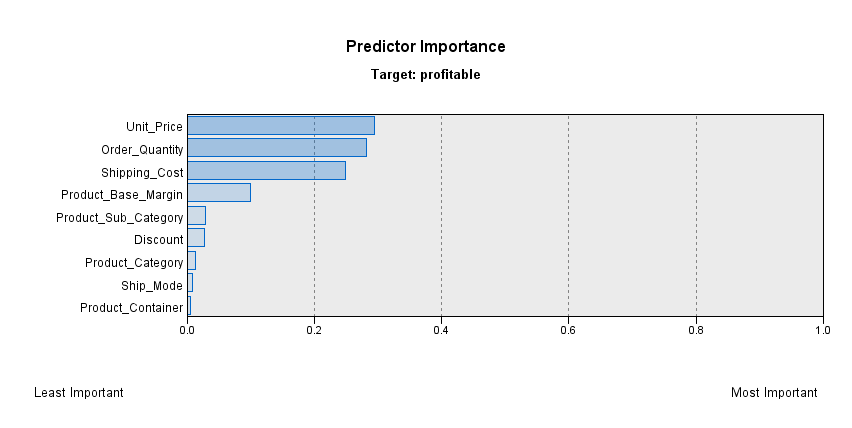 Predictor Importance
Target: profitable
Unit_Price
Order_Quantity
Shipping_Cost
Product_Base_Margin
Product_Sub_Category
Discount
Product_Category
Ship_Mode
Product_Container
0.0 0.2 0.4 0.6 0.8 1.0
Least Important Most Important